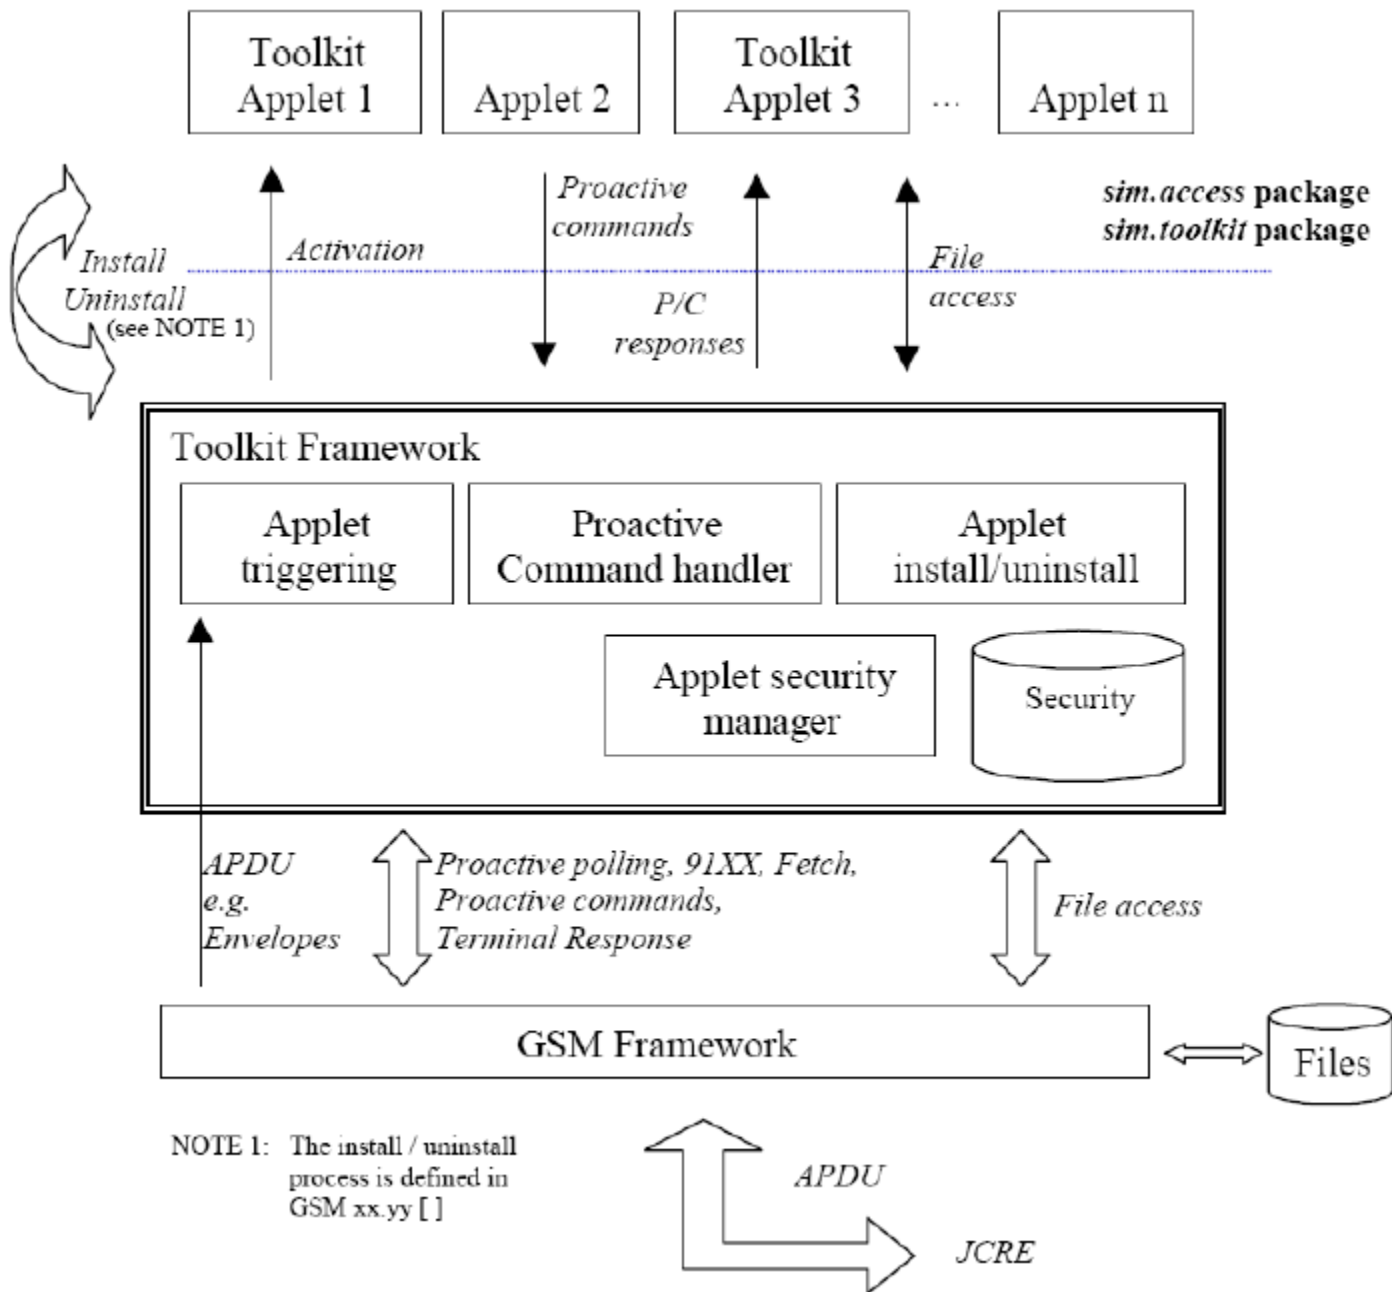 Toolkit
Applet 1
Applet 2
Toolkit
Applet 3
...
Applet n
Install
Uninstall
(see NOTE 1)
Activation
Proactive
commands
P/C
responses
File
access
sim.access package
sim.toolkit package
Toolkit Framework
Applet
triggering
Proactive
Command handler
Applet
install/uninstall
Applet security
manager
Security
APDU
e.g.
Envelopes
Proactive polling, 91XX, Fetch,
Proactive commands,
Terminal Response
File access
GSM Framework
Files
NOTE 1: The install / uninstall
process is defined in
GSM xx.yy [ ]
APDU
JCRE